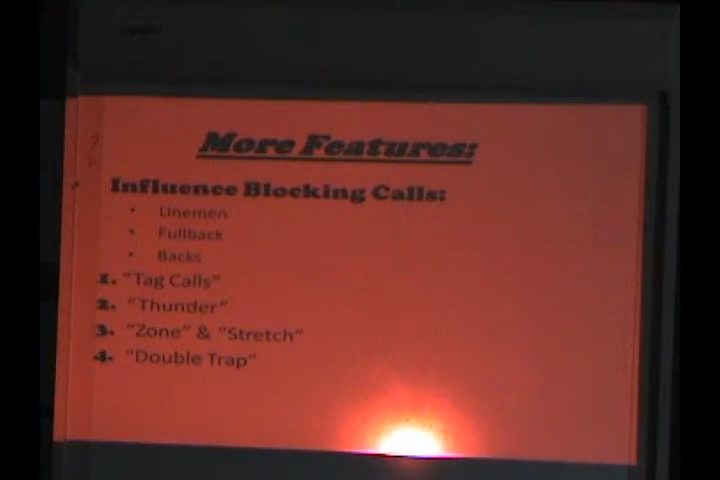 More Features:
Influence Blocking Calls:
• Linemen
• Fullback
• Backs
1. "Tag Calls"
2. "Thunder"
3. "Zone" & "Stretch"
4. "Double Trap"